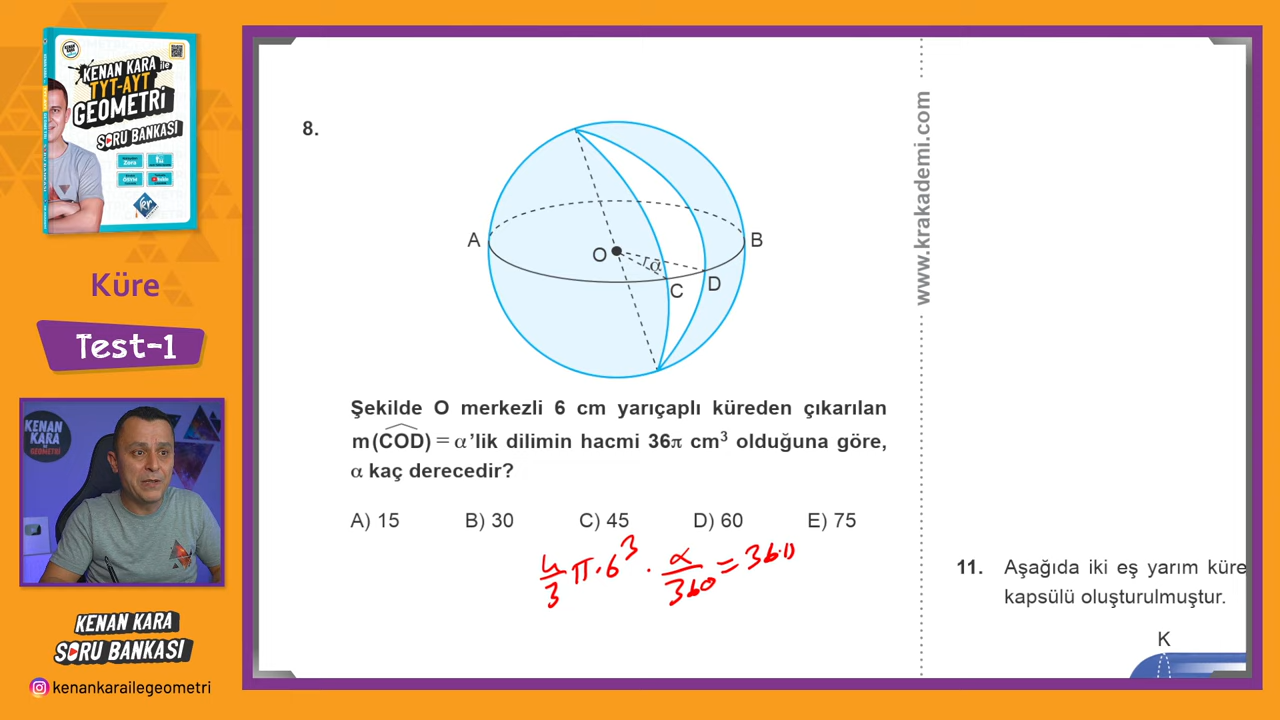 KENAN KARA ile
TYT-AYT
GEOMETRİ
SORU BANKASI
Küre
Test-1
KENAN
KARA
GEOMETRİ
KENAN KARA
SORU BANKASI
kenankarailegeometri
8.
A
B
O
α
C
D
Şekilde O merkezli 6 cm yarıçaplı küreden çıkarılan
m(COD) = α'lik dilimin hacmi 36π cm³ olduğuna göre,
α kaç derecedir?
A) 15 B) 30 C) 45 D) 60 E) 75
4/3 π·6³ · α/360 = 36π
www.krakademi.com
11. Aşağıda iki eş yarım küre
kapsülü oluşturulmuştur.
K